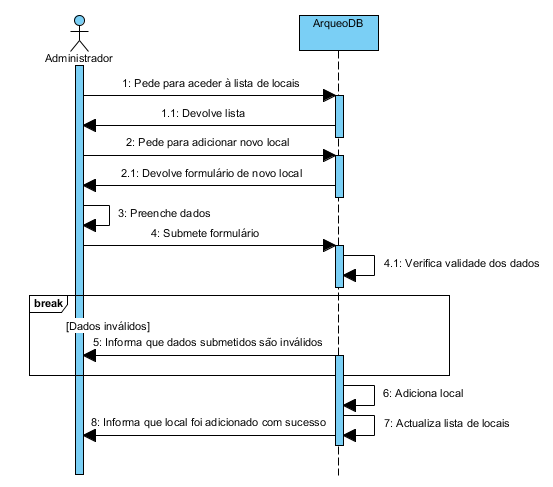 ArqueoDB
Administrador
1: Pede para aceder à lista de locais
1.1: Devolve lista
2: Pede para adicionar novo local
2.1: Devolve formulário de novo local
3: Preenche dados
4: Submete formulário
4.1: Verifica validade dos dados
break
[Dados inválidos]
5: Informa que dados submetidos são inválidos
6: Adiciona local
7: Actualiza lista de locais
8: Informa que local foi adicionado com sucesso